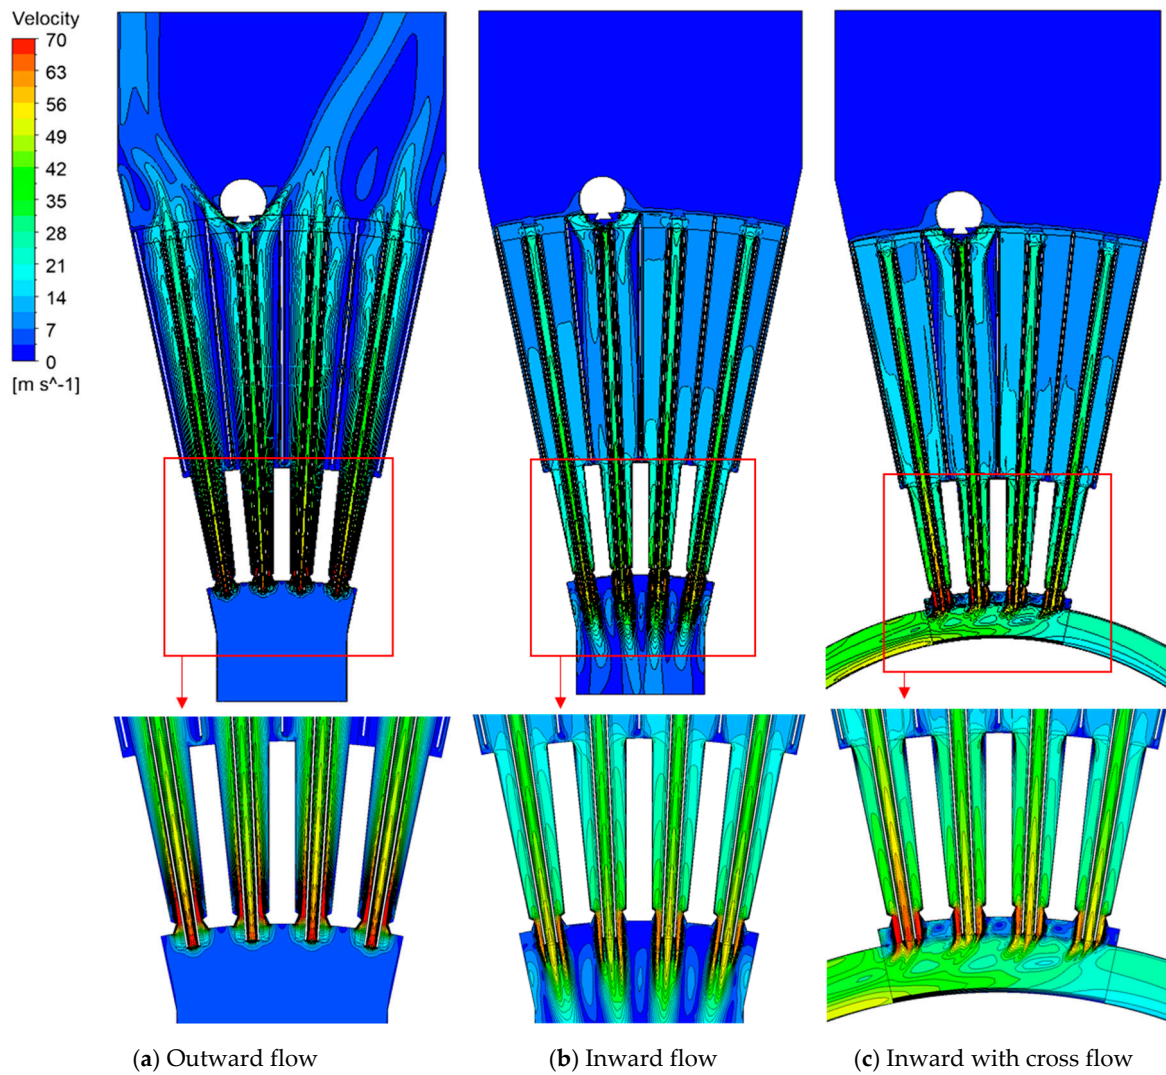 Velocity
70
63
56
49
42
35
28
21
14
7
0
[m s^-1]
(a) Outward flow
(b) Inward flow
(c) Inward with cross flow